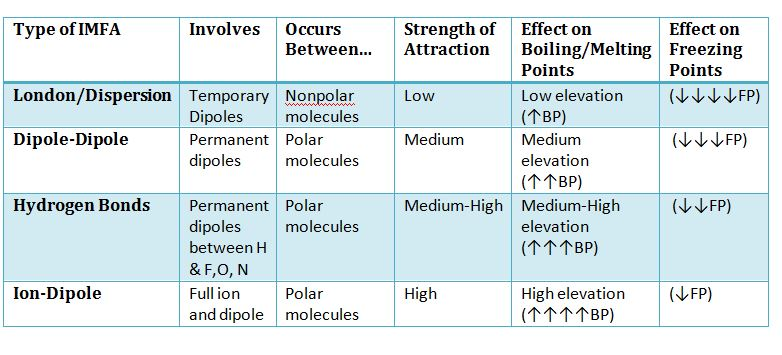 Type of IMFA Involves Occurs Strength of Effect on Effect on
Between... Attraction Boiling/Melting Freezing
Points Points
London/Dispersion Temporary Nonpolar Low Low elevation (↓↓↓↓FP)
Dipoles molecules (↑BP)
Dipole-Dipole Permanent Polar Medium Medium (↓↓↓FP)
dipoles molecules elevation
(↑↑BP)
Hydrogen Bonds Permanent Polar Medium-High Medium-High (↓↓FP)
dipoles molecules elevation
between H (↑↑↑BP)
& F,O, N
Ion-Dipole Full ion Polar High High elevation (↓FP)
and dipole molecules (↑↑↑↑BP)